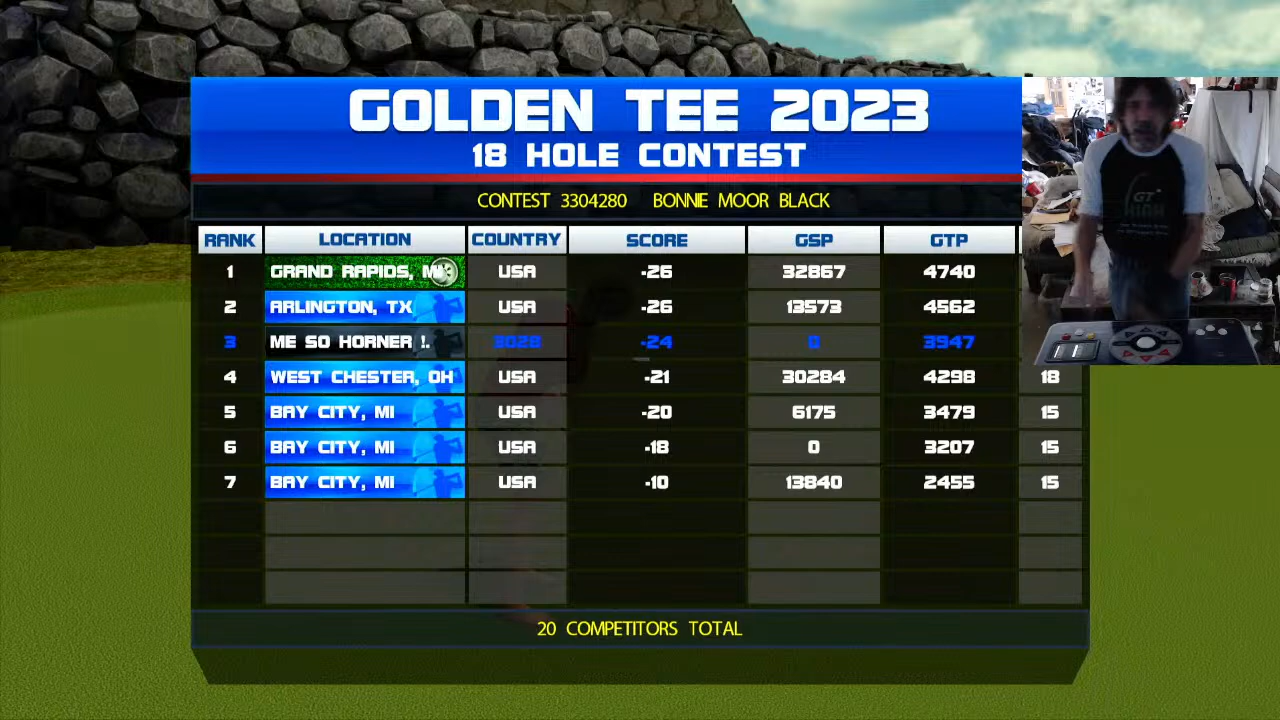 GOLDEN TEE 2023
18 HOLE CONTEST
CONTEST 3304280 BONNIE MOOR BLACK
RANK LOCATION COUNTRY SCORE GSP GTP
1 GRAND RAPIDS, MI USA -26 32867 4740
2 ARLINGTON, TX USA -26 13573 4562
3 ME SO HORNER !. 3028 -24 0 3947
4 WEST CHESTER, OH USA -21 30284 4298 18
5 BAY CITY, MI USA -20 6175 3479 15
6 BAY CITY, MI USA -18 0 3207 15
7 BAY CITY, MI USA -10 13840 2455 15
20 COMPETITORS TOTAL
GT